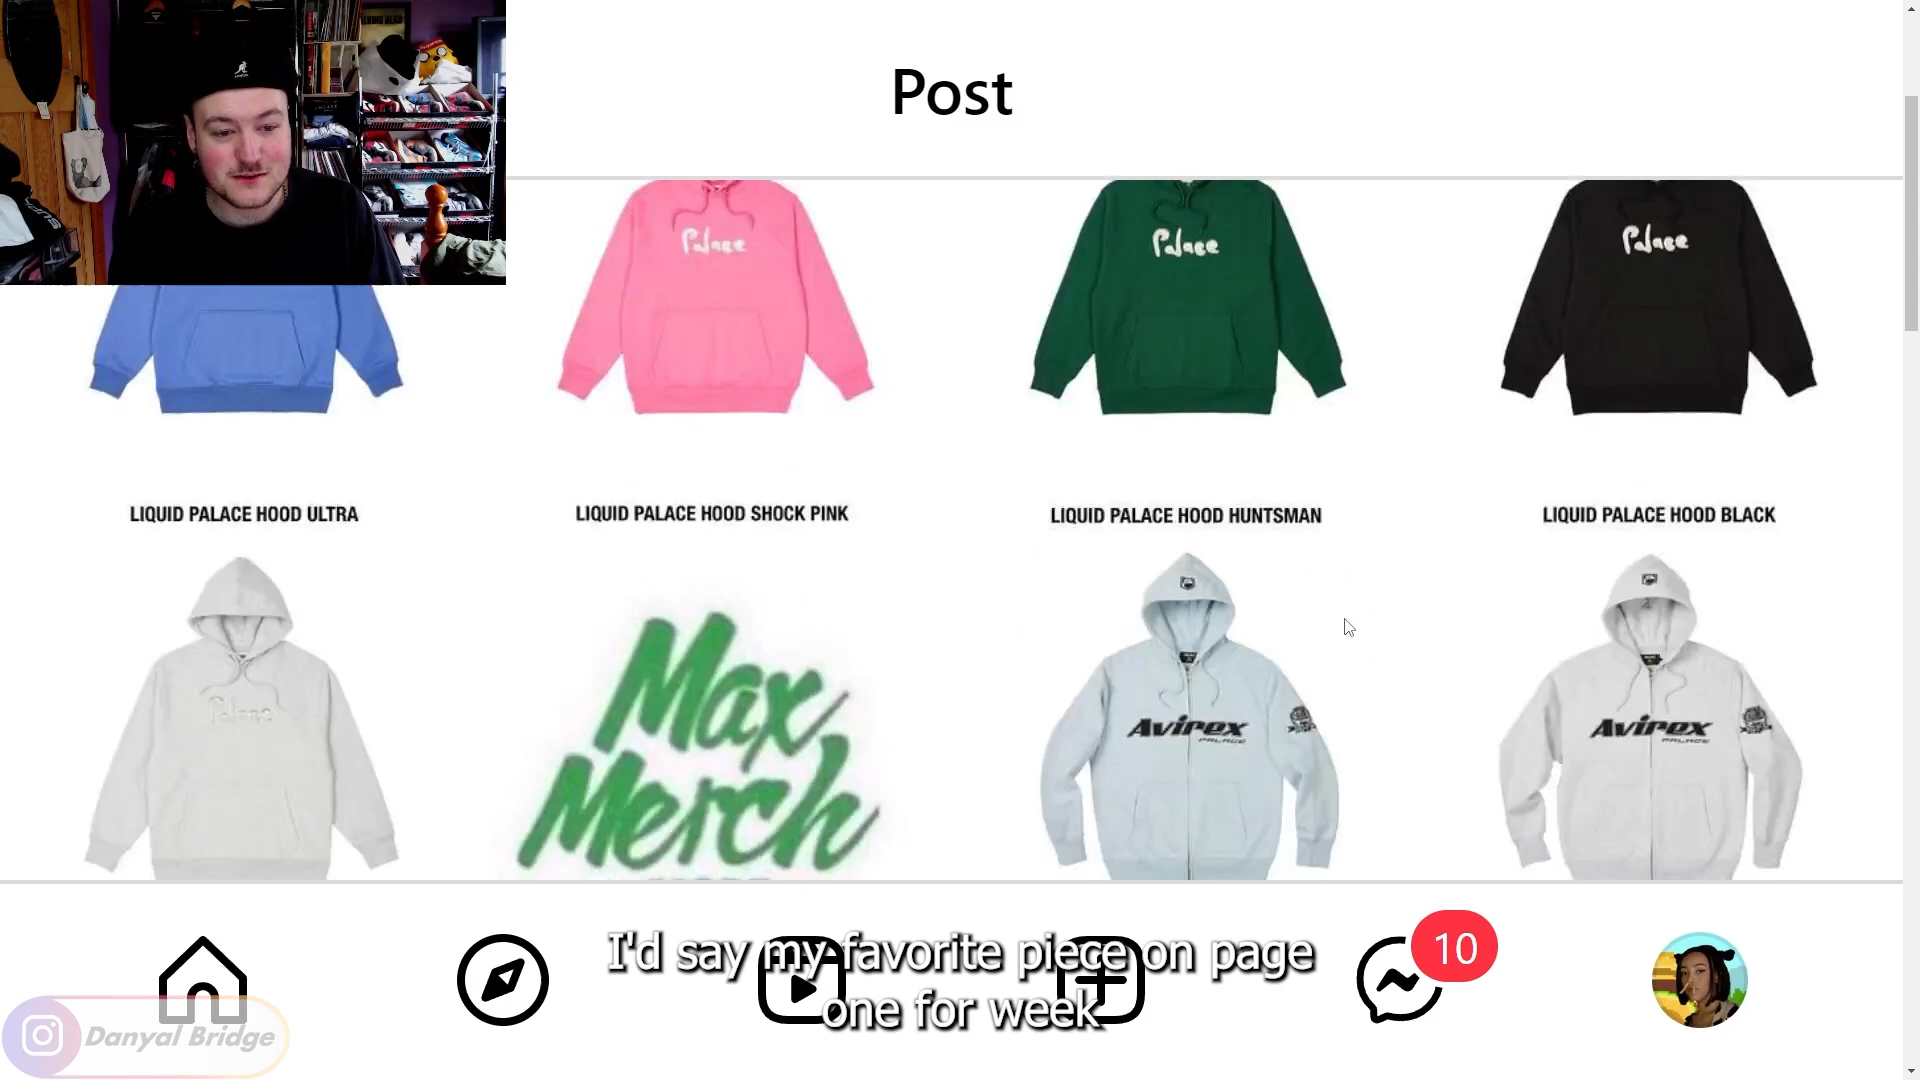 Post
Palace
Palace
Palace
LIQUID PALACE HOOD ULTRA
LIQUID PALACE HOOD SHOCK PINK
LIQUID PALACE HOOD HUNTSMAN
LIQUID PALACE HOOD BLACK
Palace
Max
Merch
Avirex
PALACE
Avirex
PALACE
10
I'd say my favorite piece on page
one for week
Danyal Bridge